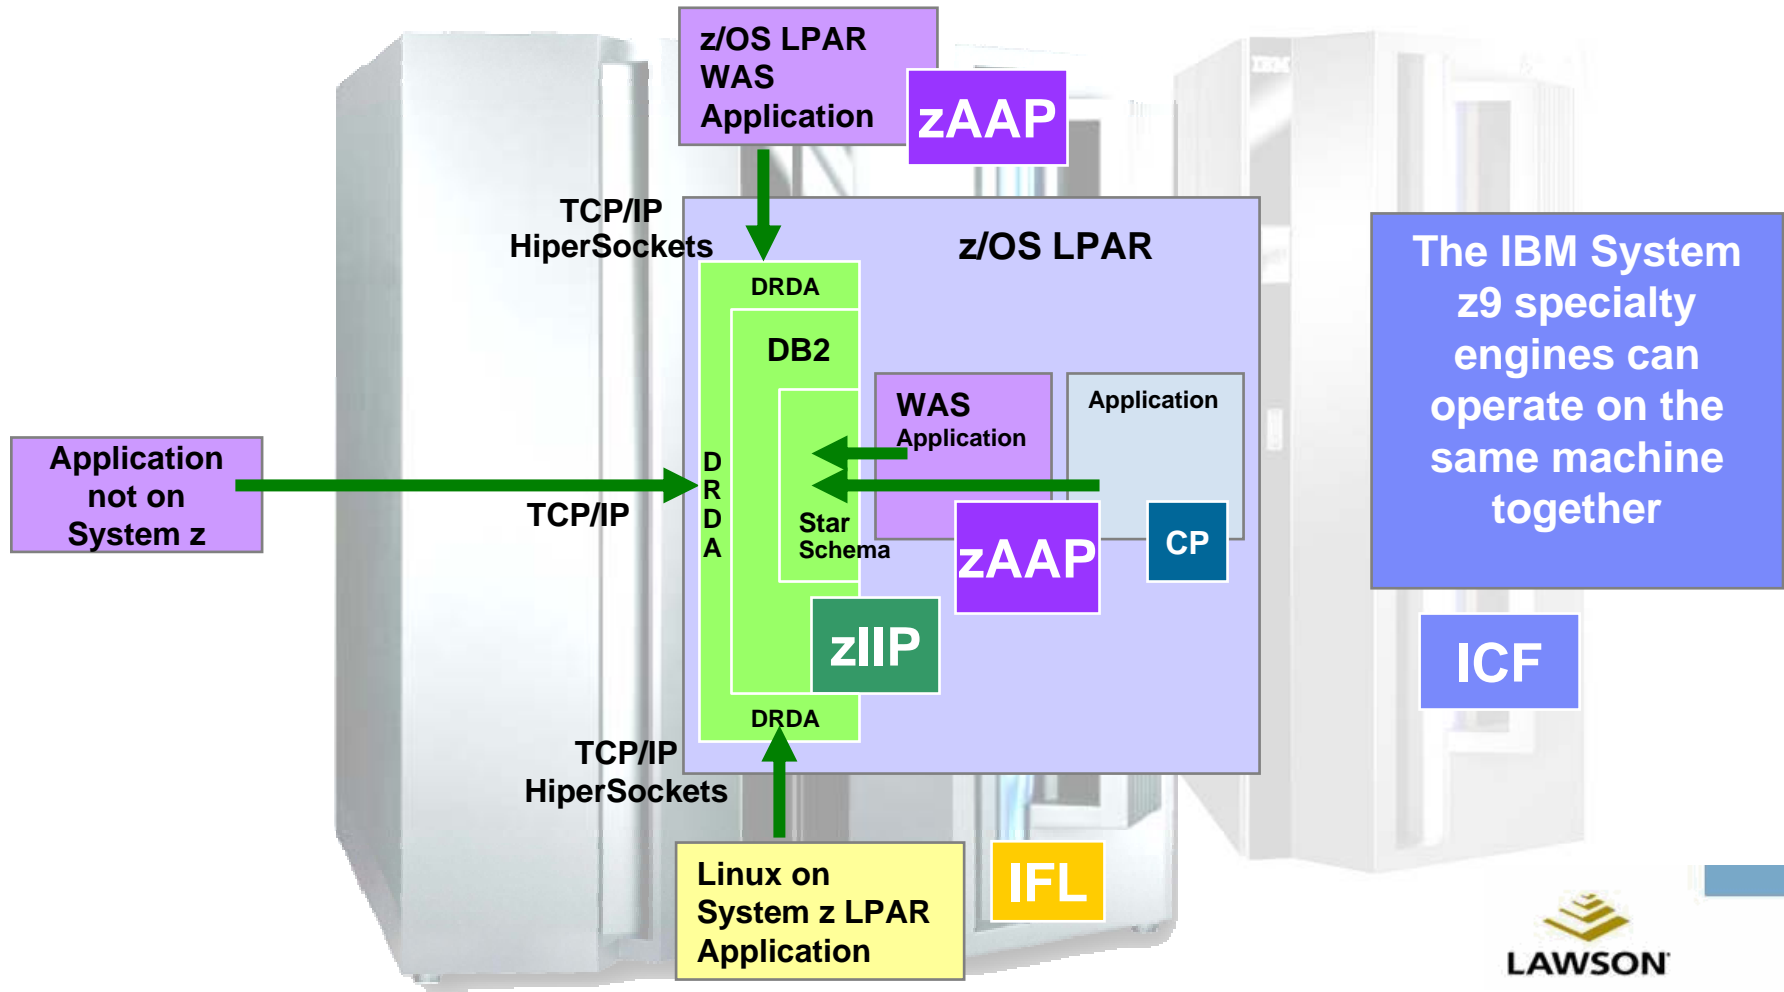 z/OS LPAR
WAS
Application
zAAP
IBM
TCP/IP
HiperSockets
z/OS LPAR
DRDA
DB2
WAS
Application
Application
The IBM System
z9 specialty
engines can
operate on the
same machine
together
Application
not on
System z
TCP/IP
D
R
D
A
Star
Schema
zAAP
CP
zIIP
ICF
DRDA
TCP/IP
HiperSockets
Linux on
System z LPAR
Application
IFL
LAWSON